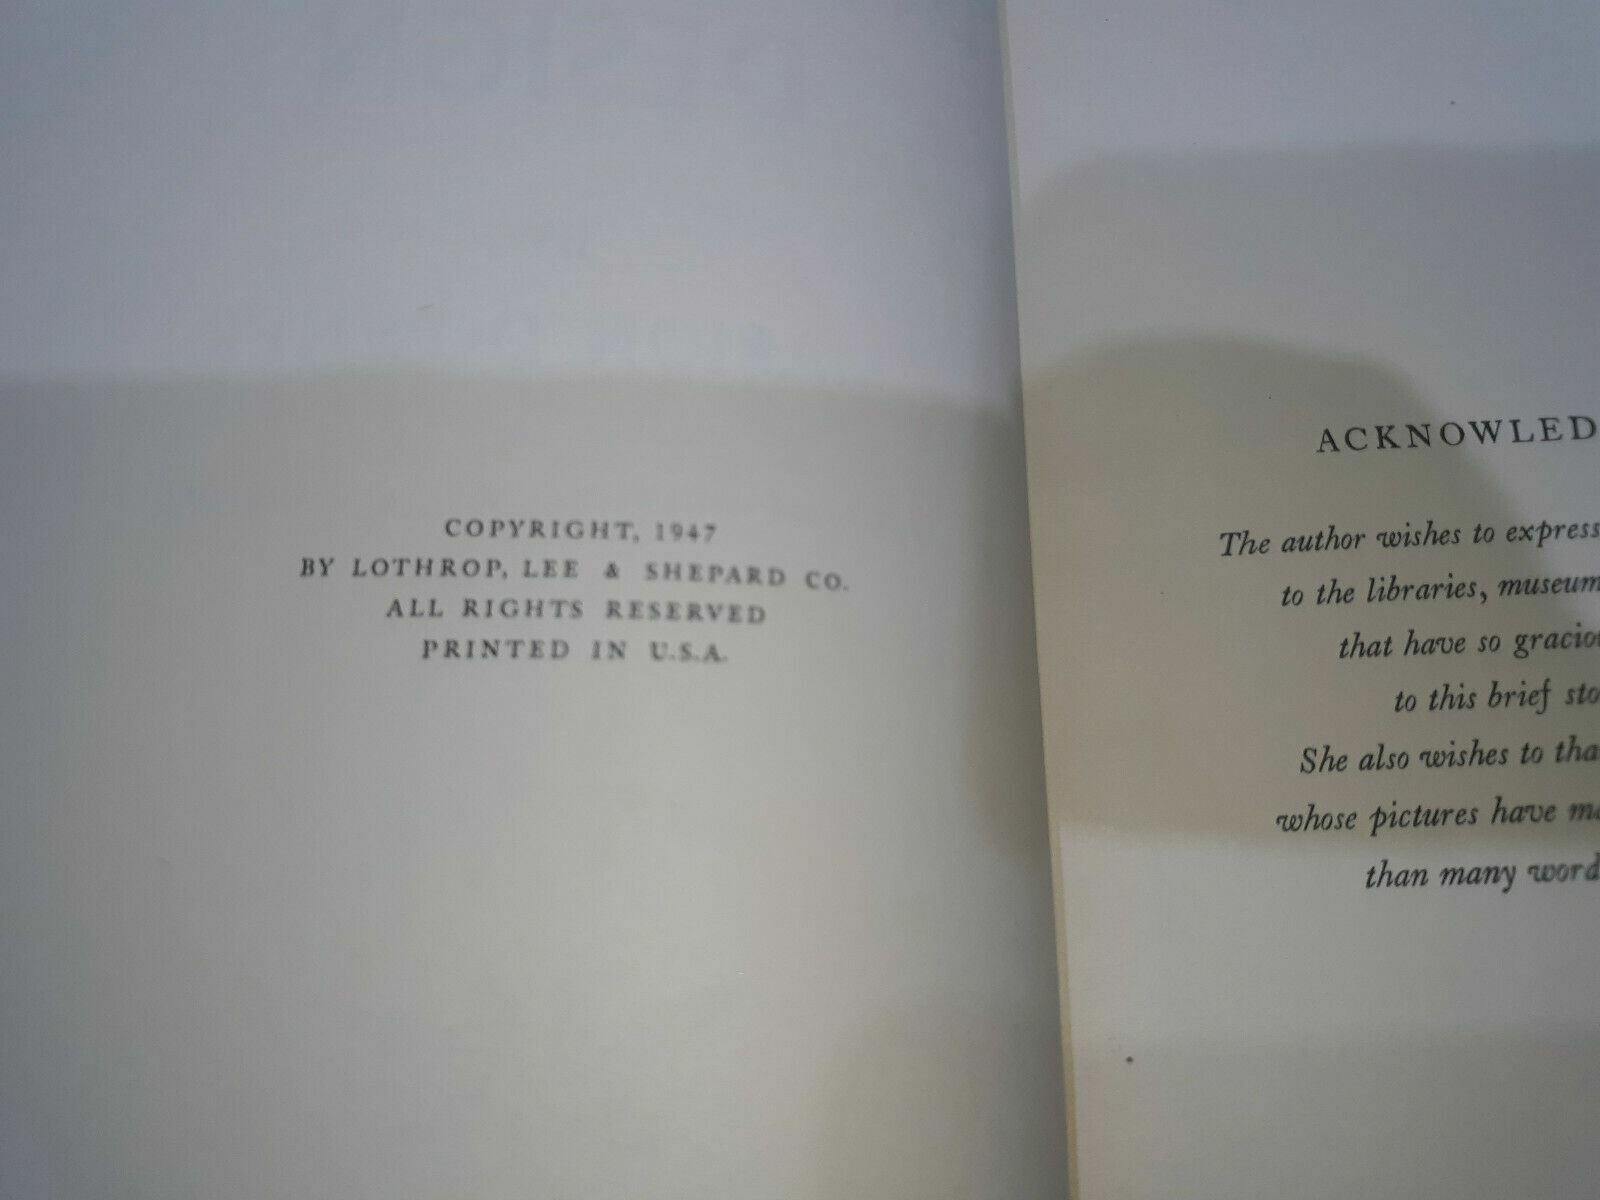 COPYRIGHT, 1947
BY LOTHROP, LEE & SHEPARD CO.
ALL RIGHTS RESERVED
PRINTED IN U.S.A.
ACKNOWLED
The author wishes to express
to the libraries, museum
that have so graciou
to this brief sto
She also wishes to tha
whose pictures have ma
than many word